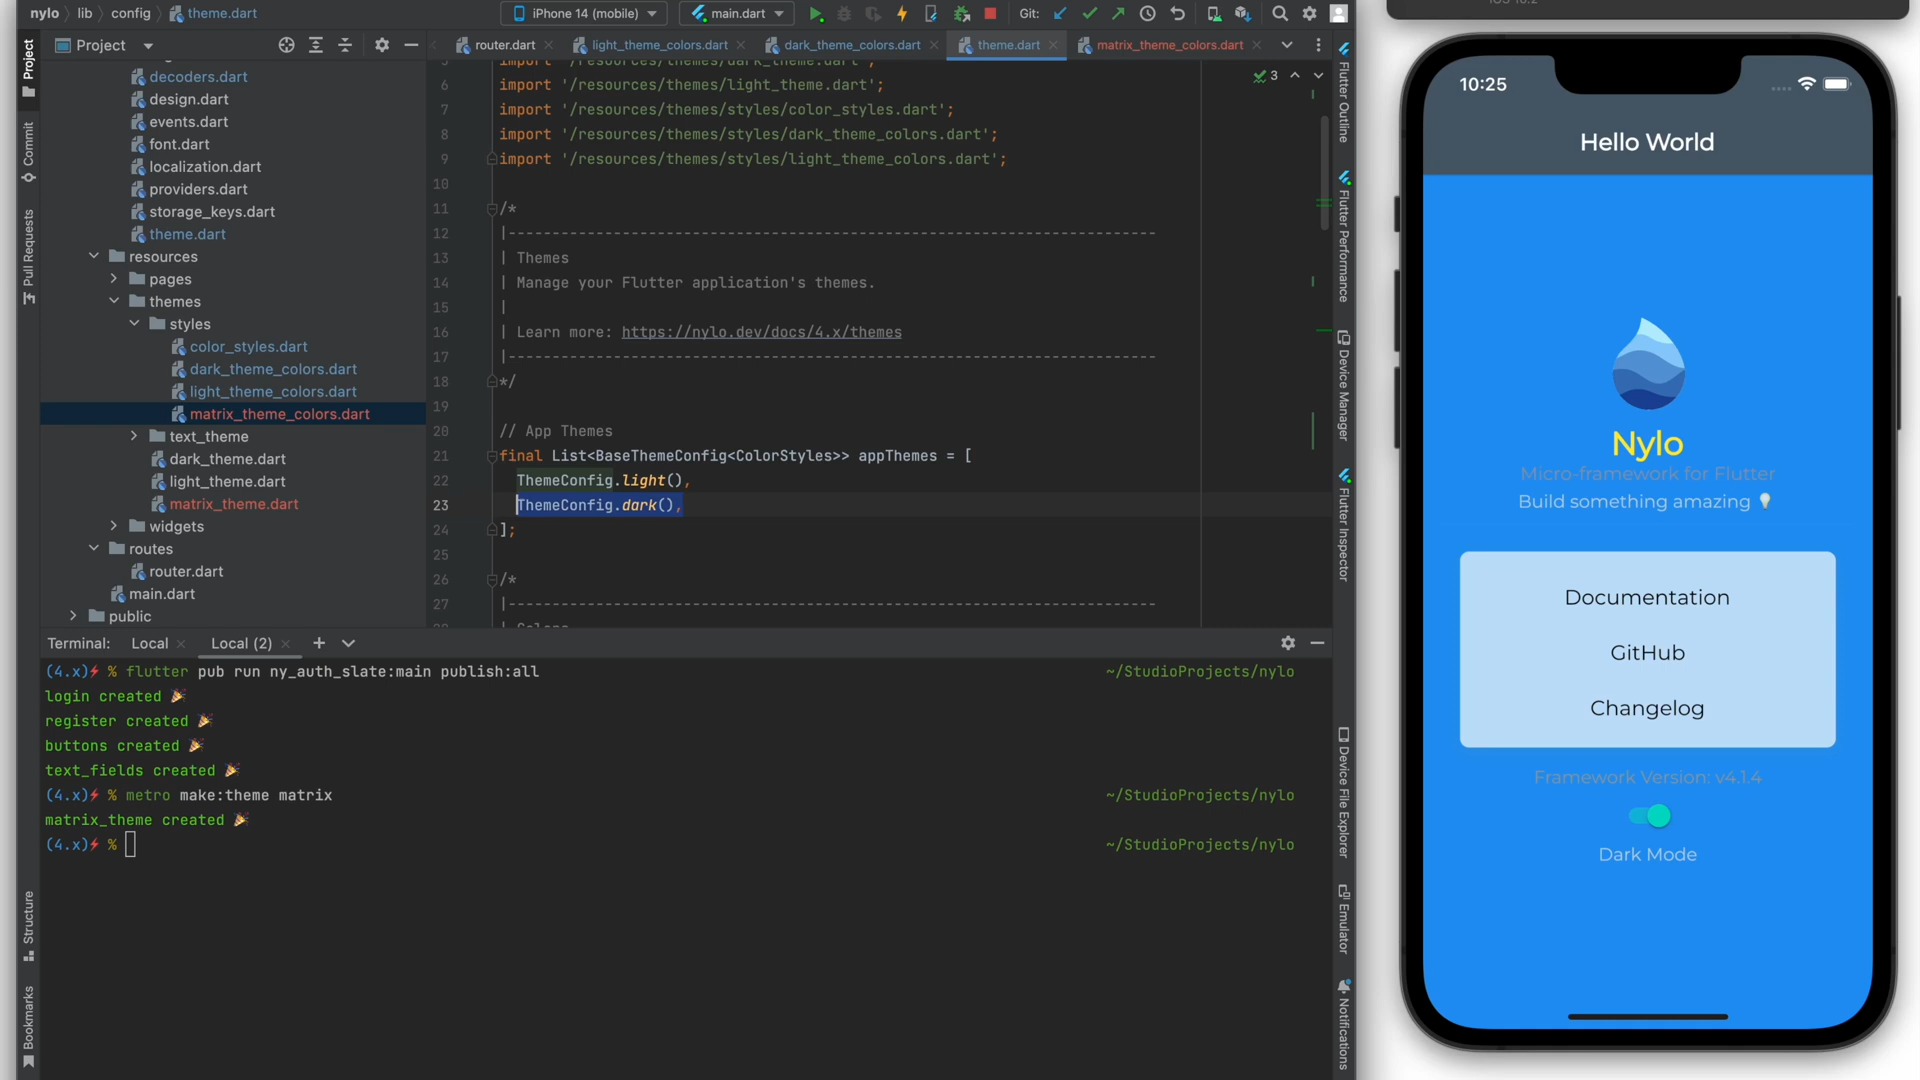 nylo
lib
config
theme.dart
iPhone 14 (mobile)
main.dart
Git:
Project
router.dart
light_theme_colors.dart
dark_theme_colors.dart
theme.dart
matrix_theme_colors.dart
decoders.dart
design.dart
events.dart
font.dart
localization.dart
providers.dart
storage_keys.dart
theme.dart
resources
pages
themes
styles
color_styles.dart
dark_theme_colors.dart
light_theme_colors.dart
matrix_theme_colors.dart
text_theme
dark_theme.dart
light_theme.dart
matrix_theme.dart
widgets
routes
router.dart
main.dart
public
3
5 import '/resources/themes/dark_theme.dart';
6 import '/resources/themes/light_theme.dart';
7 import '/resources/themes/styles/color_styles.dart';
8 import '/resources/themes/styles/dark_theme_colors.dart';
9 import '/resources/themes/styles/light_theme_colors.dart';
10
11 /*
12 |--------------------------------------------------------------------------
13 | Themes
14 | Manage your Flutter application's themes.
15 |
16 | Learn more: https://nylo.dev/docs/4.x/themes
17 |--------------------------------------------------------------------------
18 */
19
20 // App Themes
21 final List<BaseThemeConfig<ColorStyles>> appThemes = [
22 ThemeConfig.light(),
23 ThemeConfig.dark(),
24 ];
25
26 /*
27 |--------------------------------------------------------------------------
Terminal:
Local
Local (2)
(4.x)⚡ % flutter pub run ny_auth_slate:main publish:all ~/StudioProjects/nylo
login created 🎉
register created 🎉
buttons created 🎉
text_fields created 🎉
(4.x)⚡ % metro make:theme matrix ~/StudioProjects/nylo
matrix_theme created 🎉
(4.x)⚡ % ~/StudioProjects/nylo
Project
Commit
Pull Requests
Structure
Bookmarks
Flutter Outline
Flutter Performance
Device Manager
Flutter Inspector
Device File Explorer
Emulator
Notifications
10:25
Hello World
Nylo
Micro-framework for Flutter
Build something amazing 💡
Documentation
GitHub
Changelog
Framework Version: v4.1.4
Dark Mode